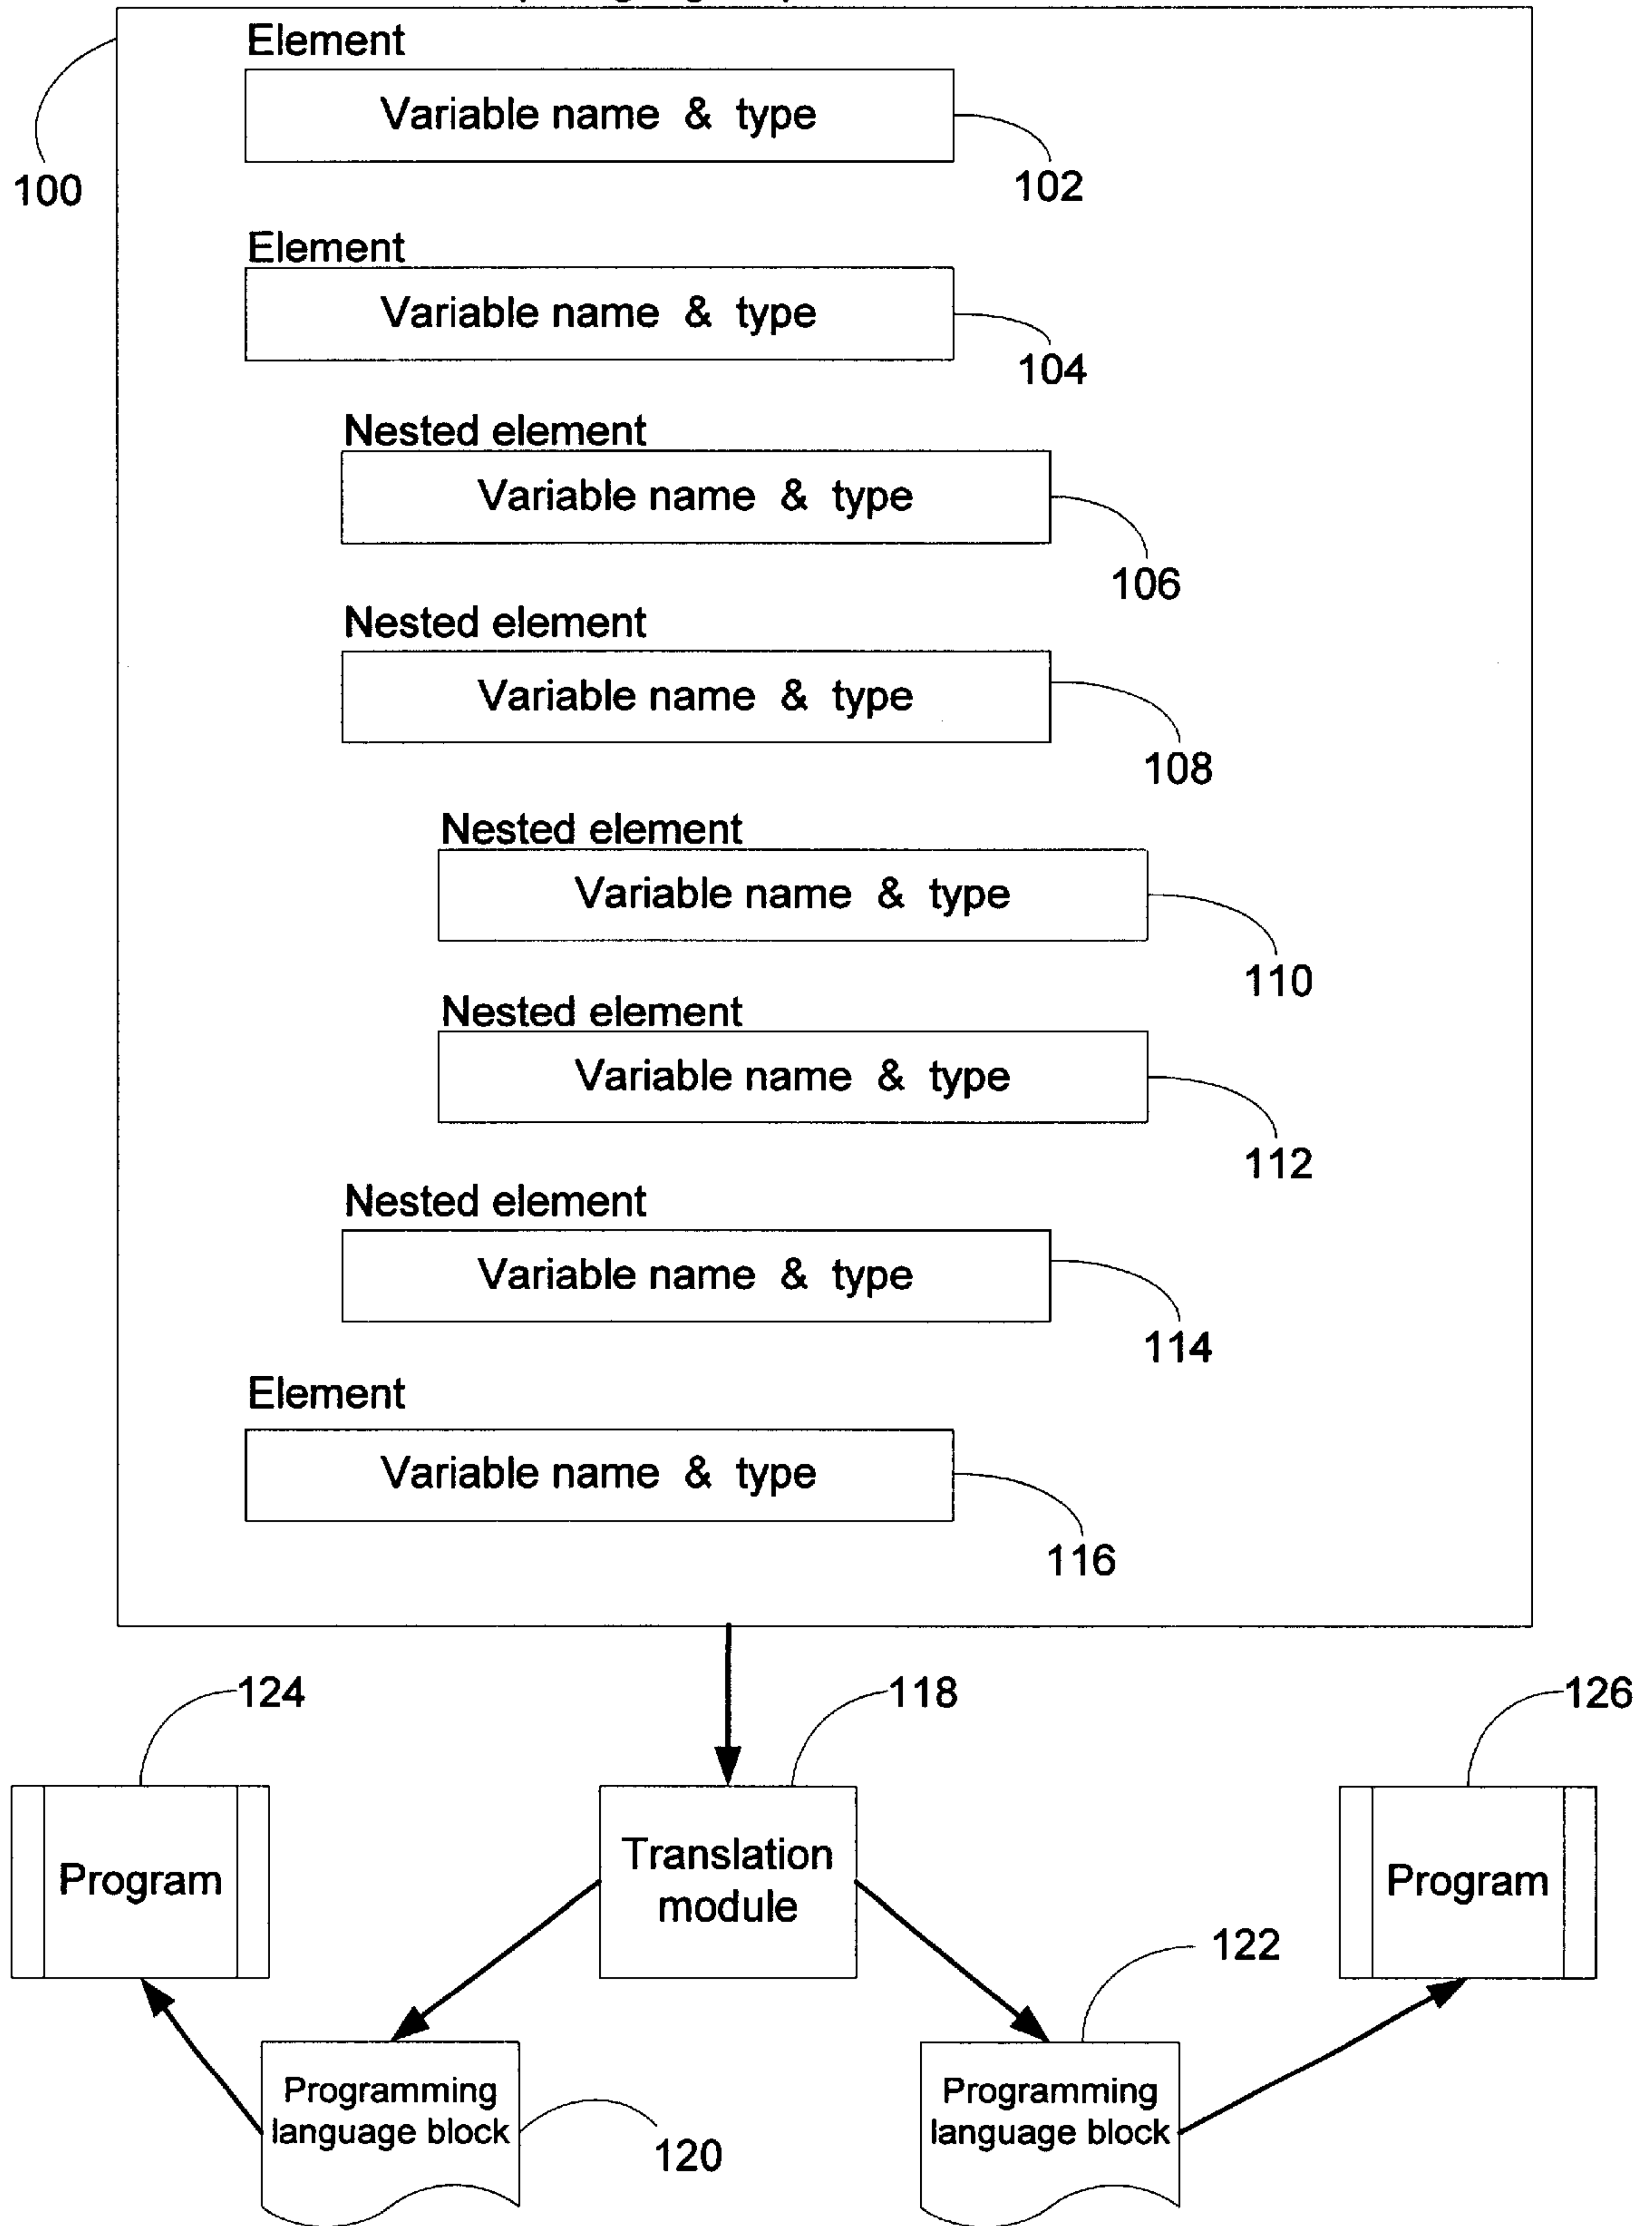 Element
Variable name & type
100
102
Element
Variable name & type
104
Nested element
Variable name & type
106
Nested element
Variable name & type
108
Nested element
Variable name & type
110
Nested element
Variable name & type
112
Nested element
Variable name & type
114
Element
Variable name & type
116
124
118
126
Program
Translation
module
Program
122
Programming
language block
120
Programming
language block